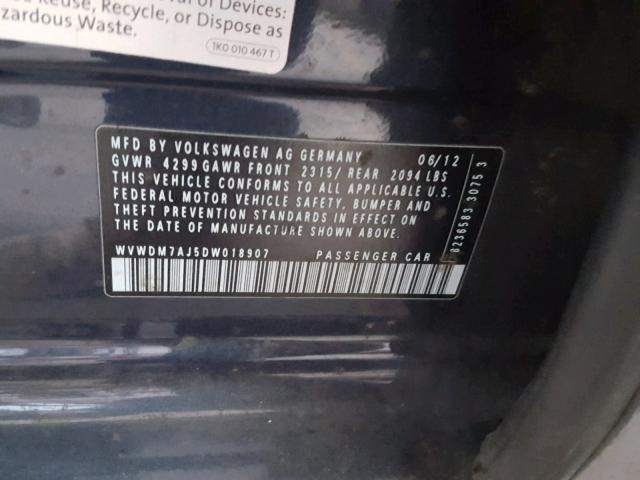 of Devices:
Reuse, Recycle, or Dispose as
Hazardous Waste.
1K0 010 467 T
MFD BY VOLKSWAGEN AG GERMANY 06/12
GVWR 4299 GAWR FRONT 2315/ REAR 2094 LBS
THIS VEHICLE CONFORMS TO ALL APPLICABLE U.S.
FEDERAL MOTOR VEHICLE SAFETY, BUMPER AND
THEFT PREVENTION STANDARDS IN EFFECT ON
THE DATE OF MANUFACTURE SHOWN ABOVE.
WVWDM7AJ5DW018907 PASSENGER CAR
8236583 3075 3